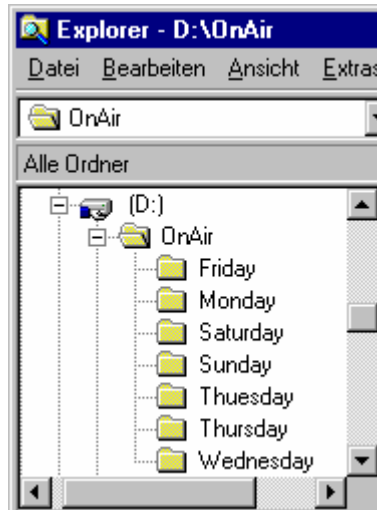 Explorer - D:\OnAir
Datei Bearbeiten Ansicht Extras
OnAir
Alle Ordner
(D:)
OnAir
Friday
Monday
Saturday
Sunday
Thuesday
Thursday
Wednesday